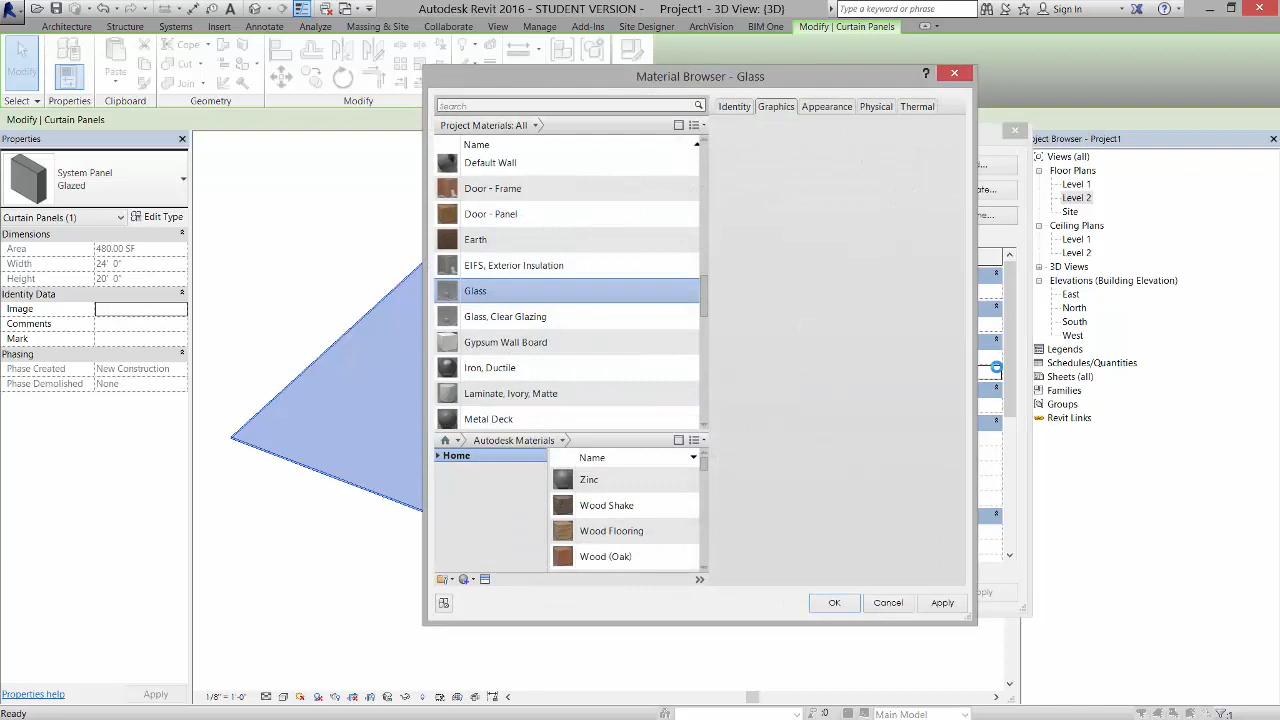 Autodesk Revit 2016 - STUDENT VERSION - Project1 - 3D View: {3D}
Type a keyword or phrase
Sign In
Architecture Structure Systems Insert Annotate Analyze Massing & Site Collaborate View Manage Add-Ins Site Designer ArchVision BIM One Modify | Curtain Panels
Modify
Paste
Cope
Cut
Join
Select Properties Clipboard Geometry Modify
Modify | Curtain Panels
Properties
System Panel
Glazed
Curtain Panels (1)
Edit Type
Dimensions
Area 480.00 SF
Width 24' 0"
Height 20' 0"
Identity Data
Image
Comments
Mark
Phasing
Phase Created New Construction
Phase Demolished None
Properties help
Apply
Ready
1/8" = 1'-0"
Main Model
:1
Material Browser - Glass
?
Search
Project Materials: All
Name
Default Wall
Door - Frame
Door - Panel
Earth
EIFS, Exterior Insulation
Glass
Glass, Clear Glazing
Gypsum Wall Board
Iron, Ductile
Laminate, Ivory, Matte
Metal Deck
Autodesk Materials
Home
Name
Zinc
Wood Shake
Wood Flooring
Wood (Oak)
Identity Graphics Appearance Physical Thermal
OK Cancel Apply
ject Browser - Project1
Views (all)
Floor Plans
Level 1
Level 2
Site
Ceiling Plans
Level 1
Level 2
3D Views
Elevations (Building Elevation)
East
North
South
West
Legends
Schedules/Quantities
Sheets (all)
Families
Groups
Revit Links